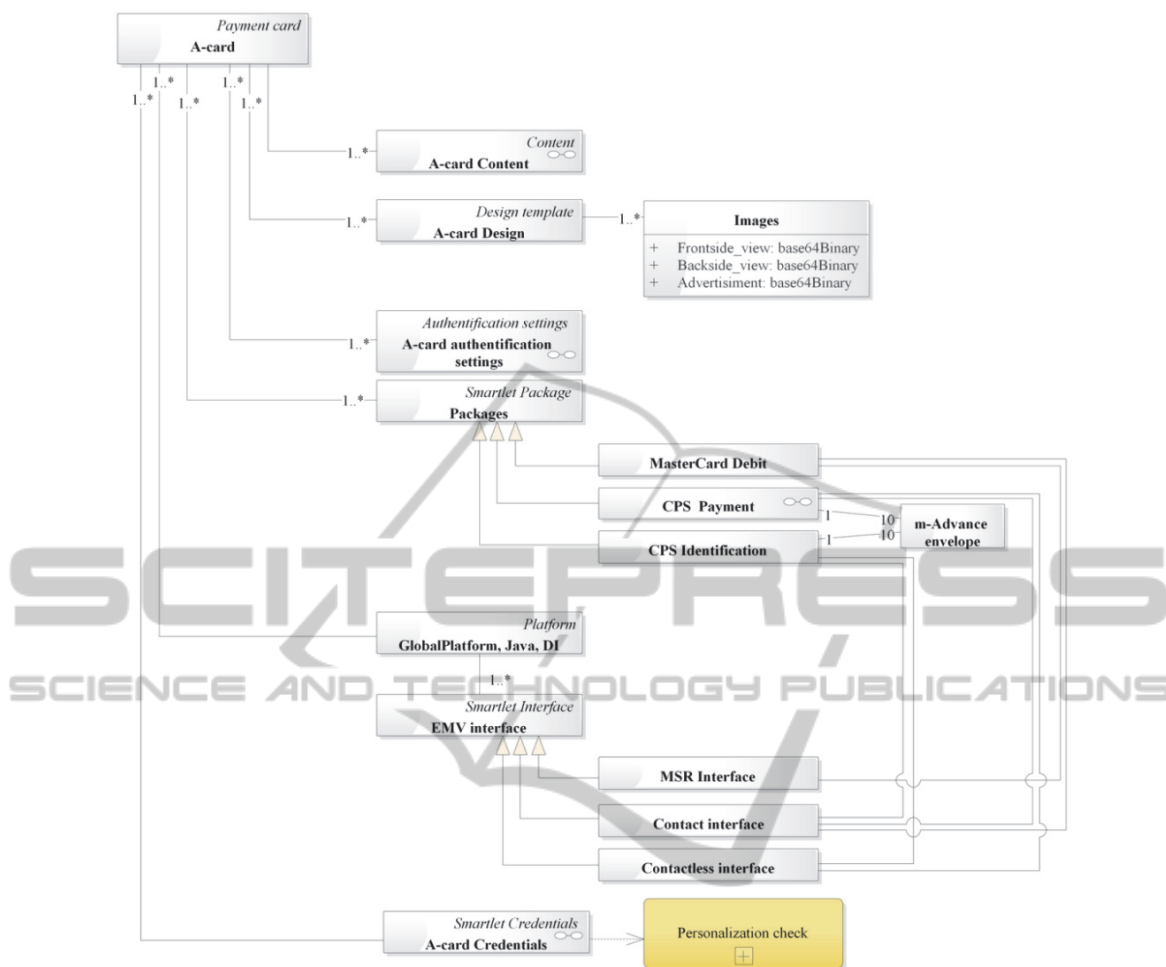 Payment card
A-card
1..*
1..*
1..*
1..*
1..*
Content
A-card Content
1..*
Design template
A-card Design
1..*
1..*
Images
+ Frontside_view: base64Binary
+ Backside_view: base64Binary
+ Advertisiment: base64Binary
Authentification settings
A-card authentification
settings
1..*
Smartlet Package
Packages
1..*
MasterCard Debit
CPS Payment
1
10
m-Advance
envelope
CPS Identification
1
10
SCITEPRESS
SCIENCE AND TECHNOLOGY PUBLICATIONS
Platform
GlobalPlatform, Java, DI
1..*
Smartlet Interface
EMV interface
MSR Interface
Contact interface
Contactless interface
Smartlet Credentials
A-card Credentials
Personalization check